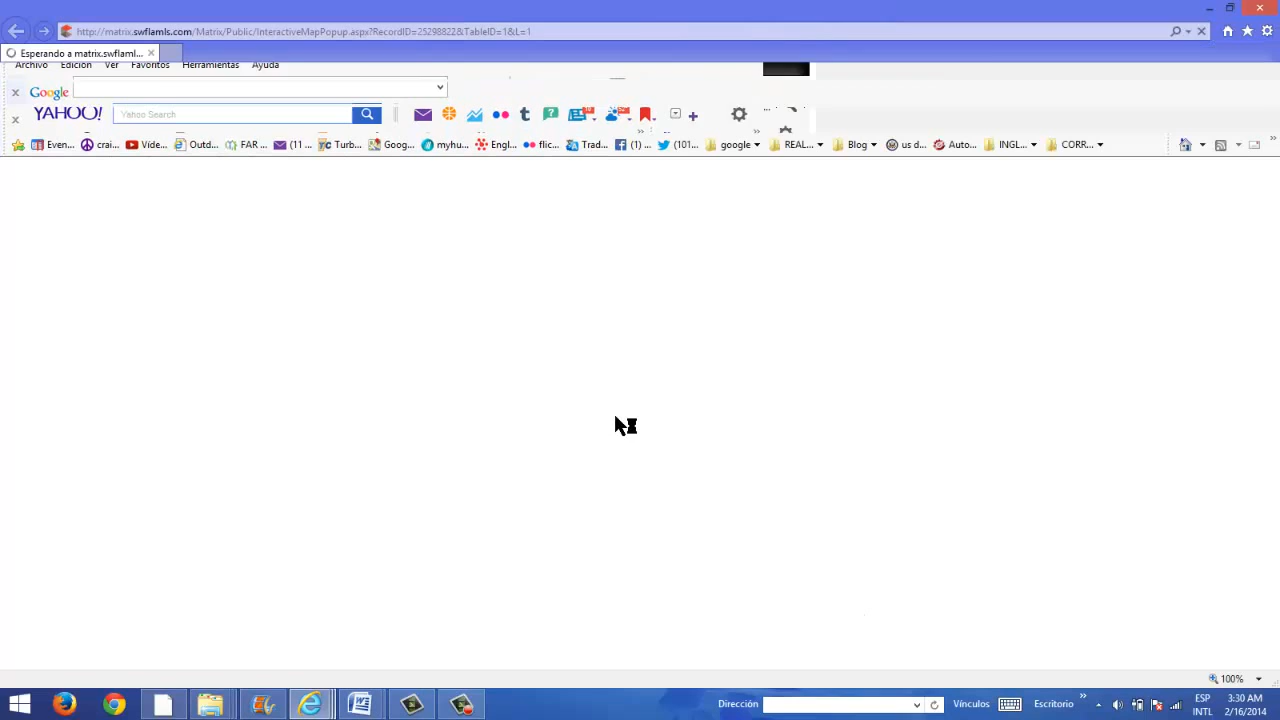 http://matrix.swflamls.com/Matrix/Public/InteractiveMapPopup.aspx?RecordID=25298822&TableID=1&L=1
Esperando a matrix.swflaml...
Archivo Edición Ver Favoritos Herramientas Ayuda
Google
YAHOO! Yahoo Search
Even... crai... Vide... Outd... FAR ... (11 ... Turb... Goog... myhu... Engl... flic... Trad... (1) ... (101... google REAL... Blog us d... Auto... INGL... CORR...
100%
Dirección Vínculos Escritorio ESP INTL 3:30 AM 2/16/2014